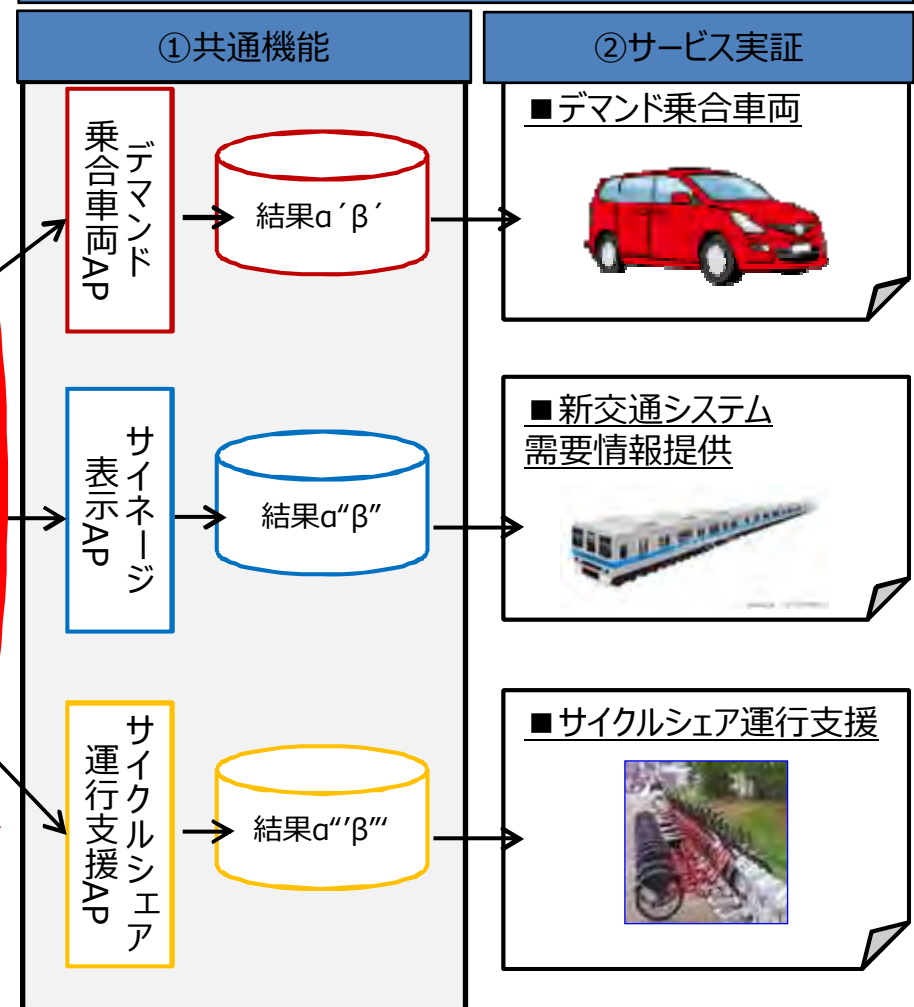 ①共通機能
②サービス実証
デマンド
乗合車両AP
結果α´β´
■デマンド乗合車両
サイネージ
表示AP
結果α“β”
■新交通システム
需要情報提供
サイクルシェア
運行支援AP
結果α“’β”‘
■サイクルシェア運行支援